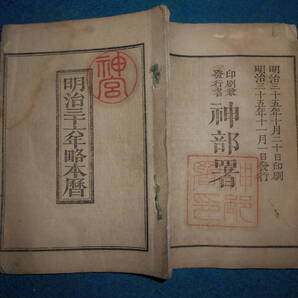 明治三十五年十月二十日印刷
明治三十五年十一月一日發行
印刷兼
發行者
神部署
神宮
明治三十六年略本暦